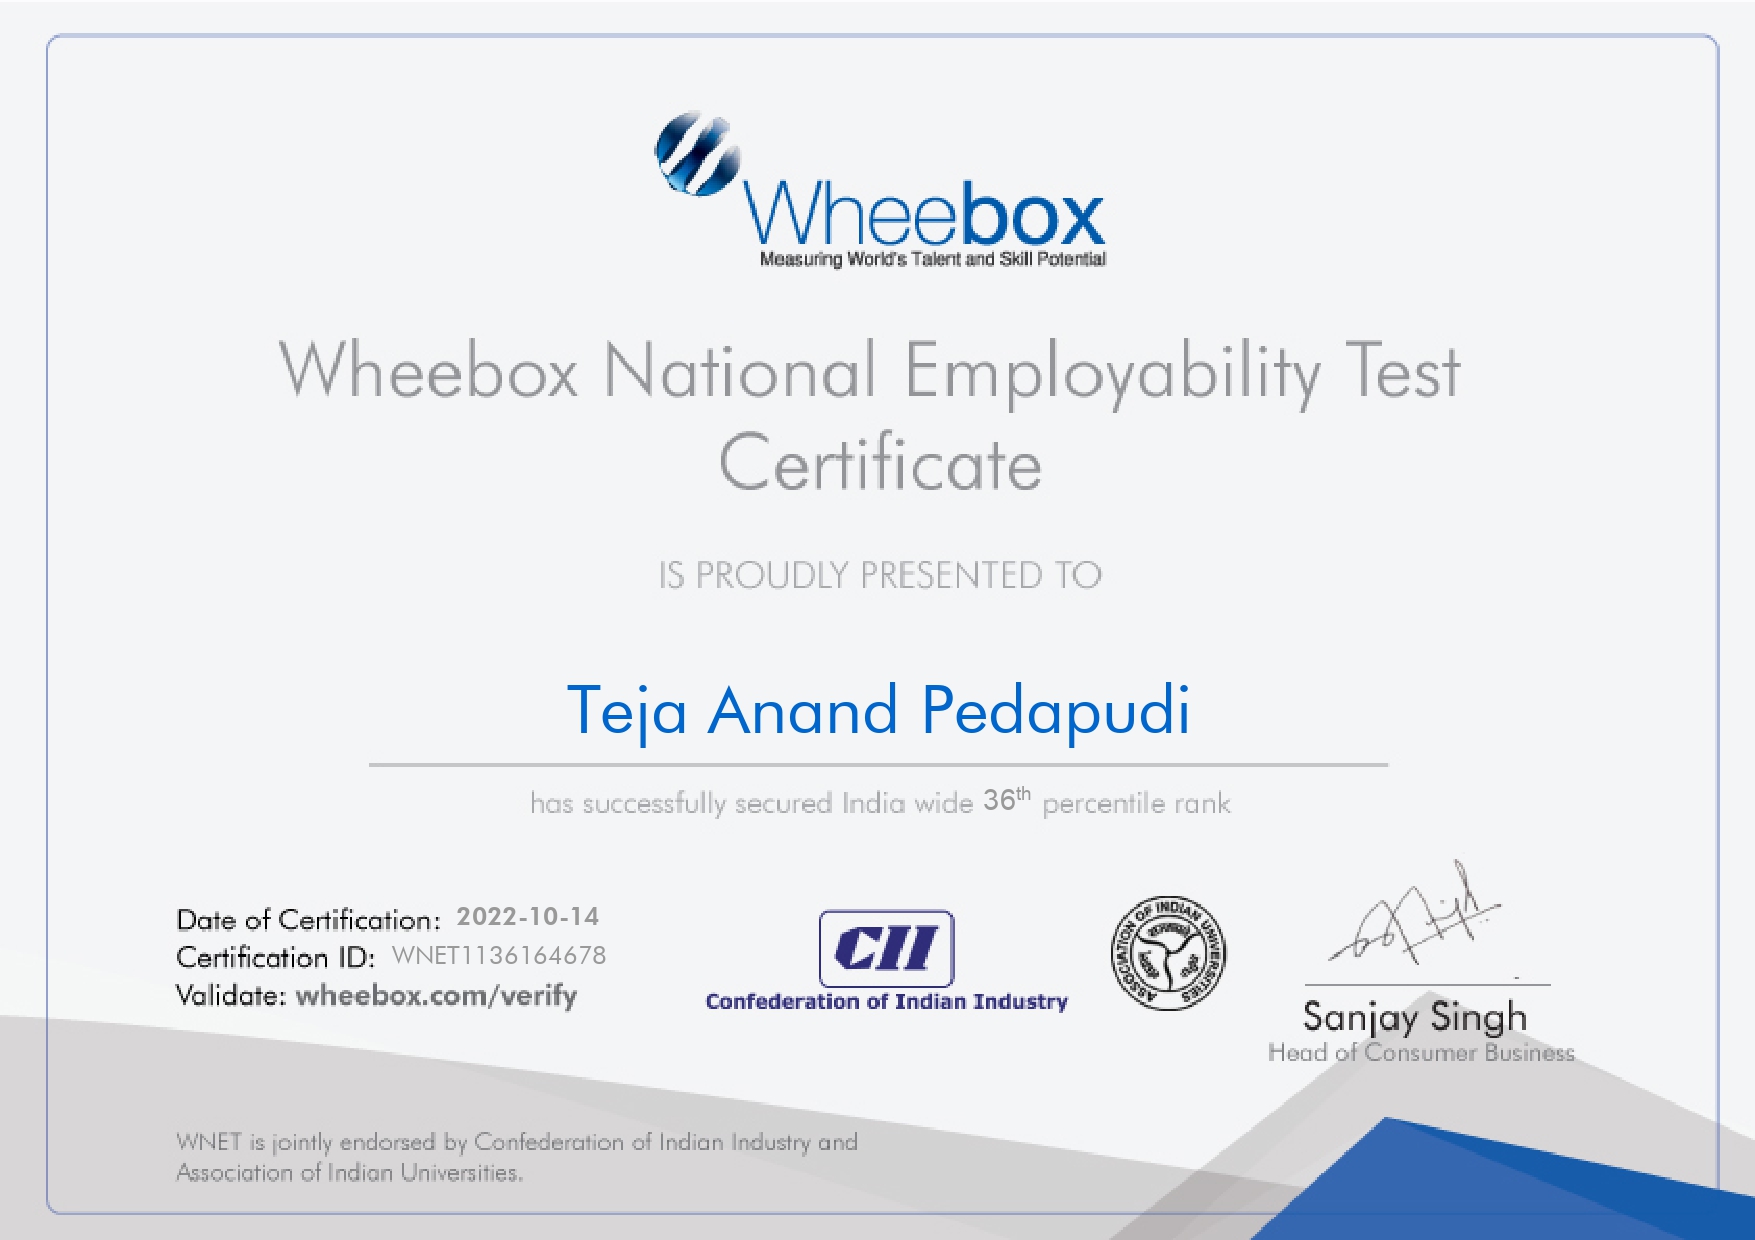 Wheebox
Measuring World's Talent and Skill Potential
Wheebox National Employability Test
Certificate
IS PROUDLY PRESENTED TO
Teja Anand Pedapudi
has successfully secured India wide 36th percentile rank
Date of Certification: 2022-10-14
Certification ID: WNET1136164678
Validate: wheebox.com/verify
CII
Confederation of Indian Industry
ASSOCIATION OF INDIAN UNIVERSITIES
Sanjay Singh
Head of Consumer Business
WNET is jointly endorsed by Confederation of Indian Industry and
Association of Indian Universities.